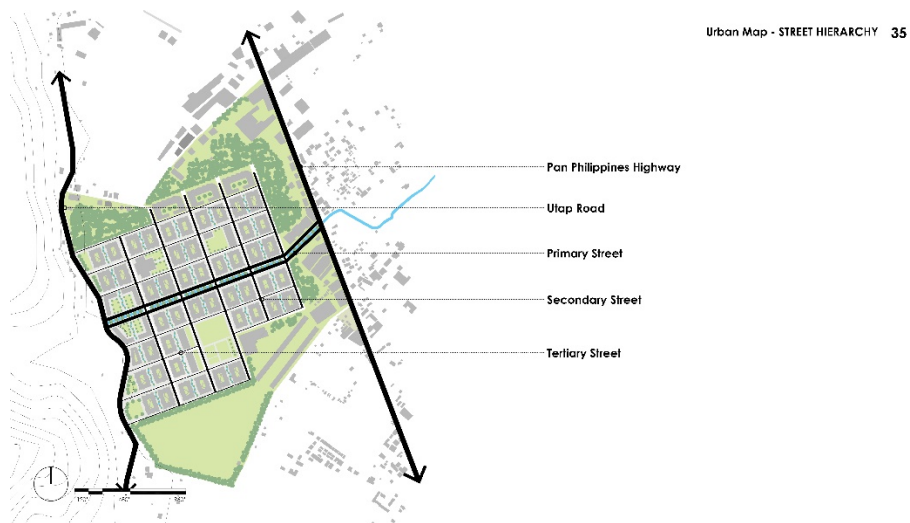 Urban Map - STREET HIERARCHY 35
Pan Philippines Highway
Utap Road
Primary Street
Secondary Street
Tertiary Street